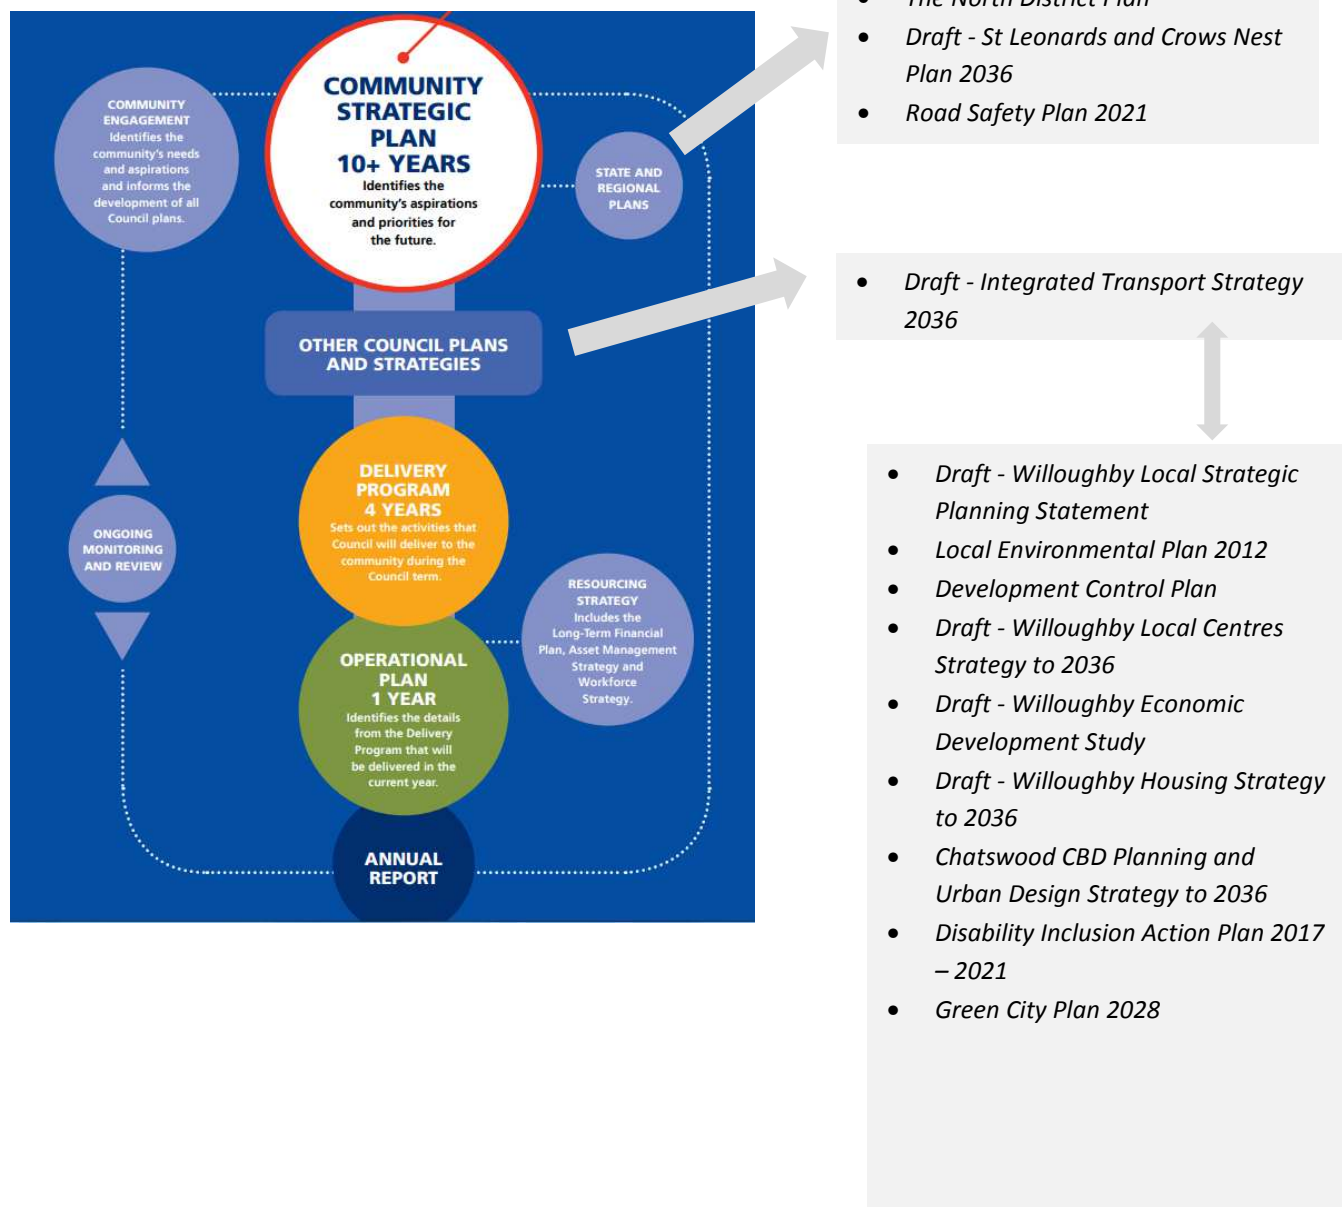 COMMUNITY
STRATEGIC
PLAN
10+ YEARS
Identifies the
community's aspirations
and priorities for
the future.
COMMUNITY
ENGAGEMENT
Identifies the
community's needs
and aspirations
and informs the
development of all
Council plans.
STATE AND
REGIONAL
PLANS
OTHER COUNCIL PLANS
AND STRATEGIES
DELIVERY
PROGRAM
4 YEARS
Sets out the activities that
Council will deliver to the
community during the
Council term.
ONGOING
MONITORING
AND REVIEW
RESOURCING
STRATEGY
Includes the
Long-Term Financial
Plan, Asset Management
Strategy and
Workforce
Strategy.
OPERATIONAL
PLAN
1 YEAR
Identifies the details
from the Delivery
Program that will
be delivered in the
current year.
ANNUAL
REPORT
• The North District Plan
• Draft - St Leonards and Crows Nest
Plan 2036
• Road Safety Plan 2021
• Draft - Integrated Transport Strategy
2036
• Draft - Willoughby Local Strategic
Planning Statement
• Local Environmental Plan 2012
• Development Control Plan
• Draft - Willoughby Local Centres
Strategy to 2036
• Draft - Willoughby Economic
Development Study
• Draft - Willoughby Housing Strategy
to 2036
• Chatswood CBD Planning and
Urban Design Strategy to 2036
• Disability Inclusion Action Plan 2017
– 2021
• Green City Plan 2028